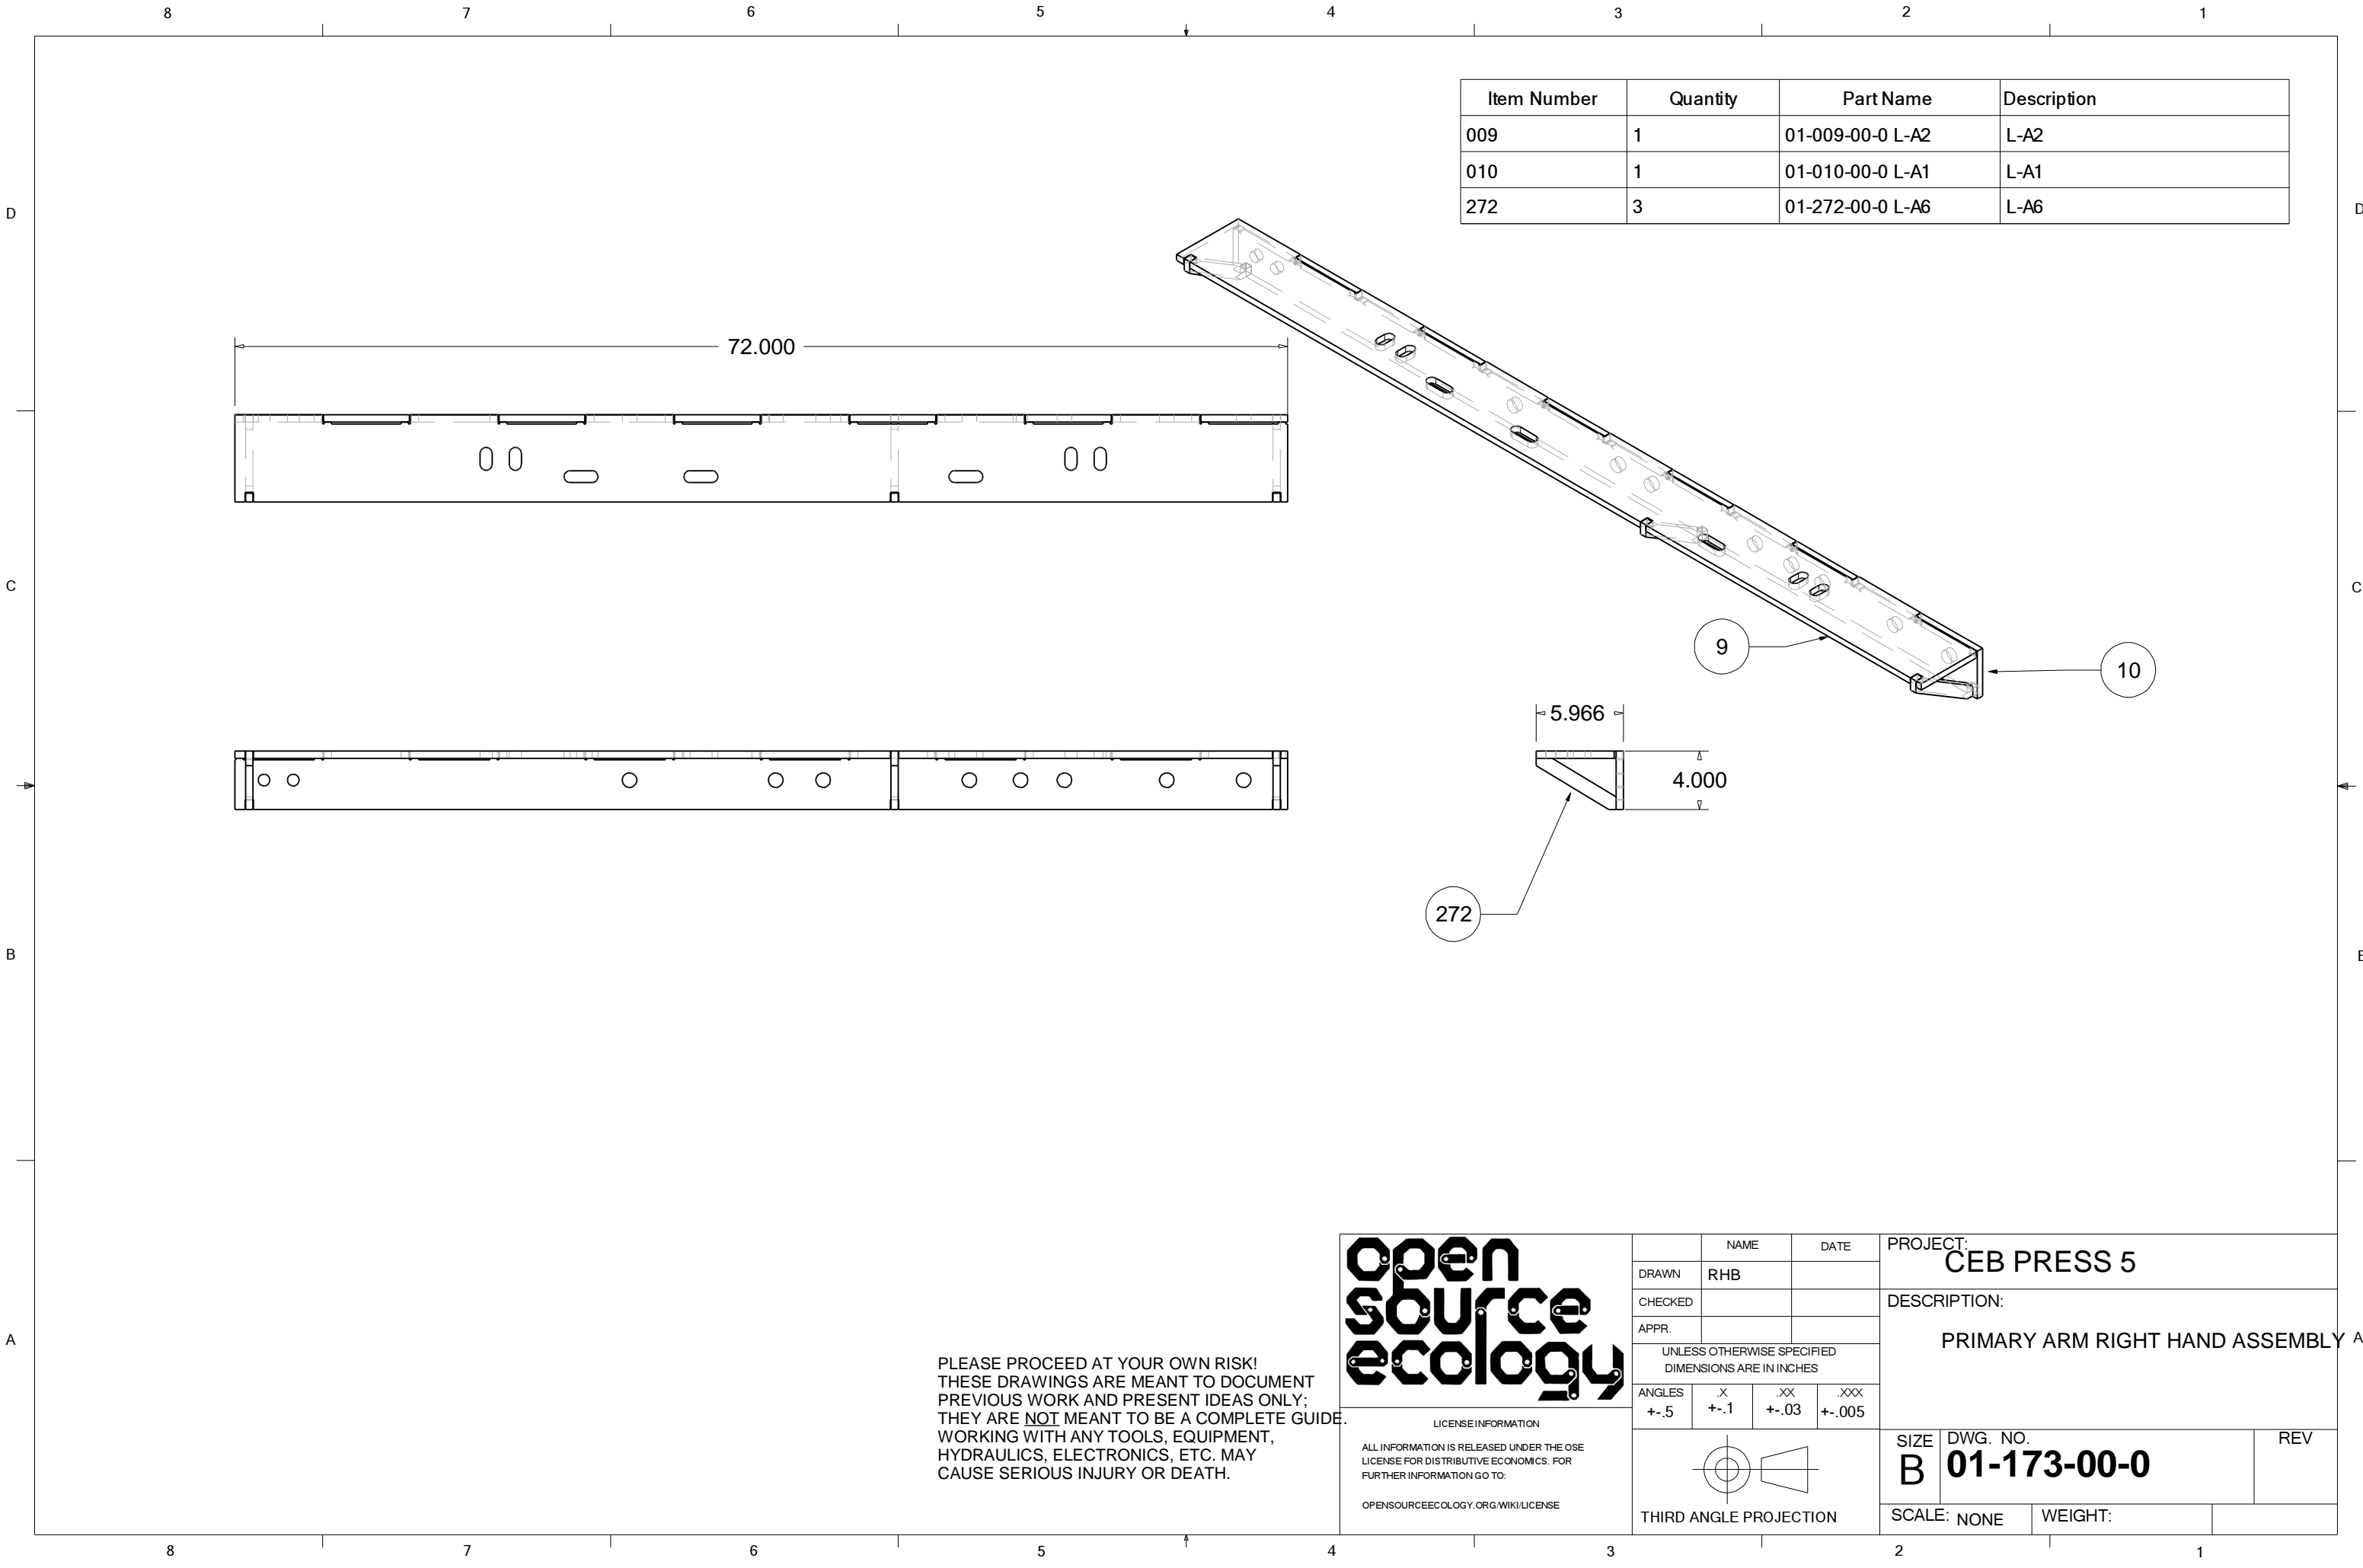 8 7 6 5 4 3 2 1
Item Number Quantity Part Name Description
009 1 01-009-00-0 L-A2 L-A2
010 1 01-010-00-0 L-A1 L-A1
272 3 01-272-00-0 L-A6 L-A6
D D
72.000
C C
9
10
5.966
4.000
272
B
A A
PLEASE PROCEED AT YOUR OWN RISK!
THESE DRAWINGS ARE MEANT TO DOCUMENT
PREVIOUS WORK AND PRESENT IDEAS ONLY;
THEY ARE NOT MEANT TO BE A COMPLETE GUIDE.
WORKING WITH ANY TOOLS, EQUIPMENT,
HYDRAULICS, ELECTRONICS, ETC. MAY
CAUSE SERIOUS INJURY OR DEATH.
open
source
ecology
LICENSE INFORMATION
ALL INFORMATION IS RELEASED UNDER THE OSE
LICENSE FOR DISTRIBUTIVE ECONOMICS. FOR
FURTHER INFORMATION GO TO:
OPENSOURCEECOLOGY.ORG/WIKI/LICENSE
NAME DATE
DRAWN RHB
CHECKED
APPR.
UNLESS OTHERWISE SPECIFIED
DIMENSIONS ARE IN INCHES
ANGLES .X .XX .XXX
+-.5 +-.1 +-.03 +-.005
THIRD ANGLE PROJECTION
PROJECT:
CEB PRESS 5
DESCRIPTION:
PRIMARY ARM RIGHT HAND ASSEMBLY
SIZE DWG. NO. REV
B 01-173-00-0
SCALE: NONE WEIGHT:
8 7 6 5 4 3 2 1